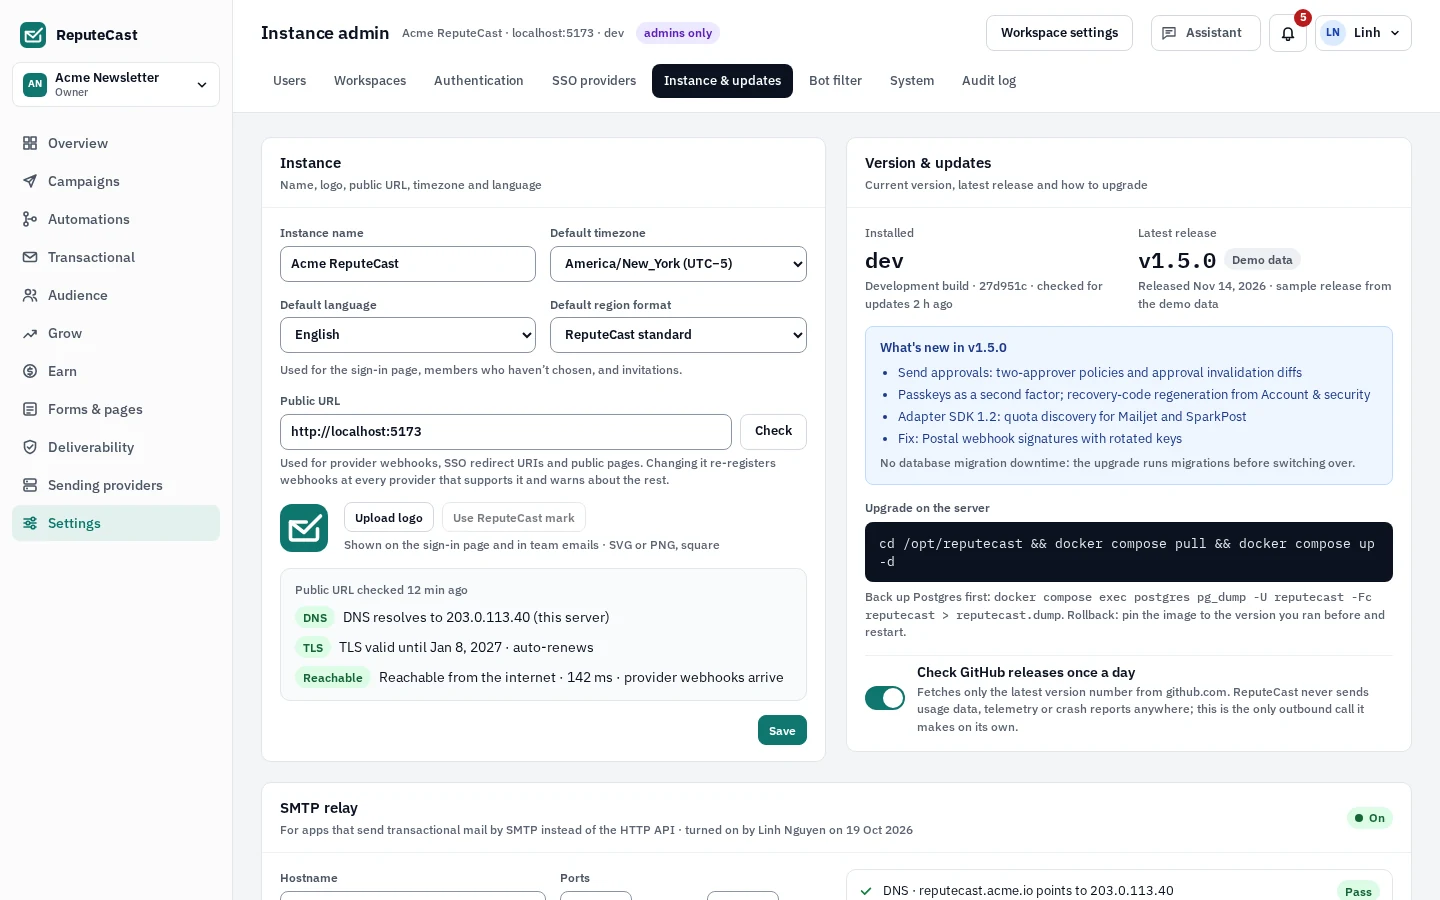 ReputeCast
AN
Acme Newsletter
Owner
Overview
Campaigns
Automations
Transactional
Audience
Grow
Earn
Forms & pages
Deliverability
Sending providers
Settings
Instance admin
Acme ReputeCast · localhost:5173 · dev
admins only
Workspace settings
Assistant
5
LN
Linh
Users
Workspaces
Authentication
SSO providers
Instance & updates
Bot filter
System
Audit log
Instance
Name, logo, public URL, timezone and language
Instance name
Default timezone
Acme ReputeCast
America/New_York (UTC−5)
Default language
Default region format
English
ReputeCast standard
Used for the sign-in page, members who haven’t chosen, and invitations.
Public URL
http://localhost:5173
Check
Used for provider webhooks, SSO redirect URIs and public pages. Changing it re-registers
webhooks at every provider that supports it and warns about the rest.
Upload logo
Use ReputeCast mark
Shown on the sign-in page and in team emails · SVG or PNG, square
Public URL checked 12 min ago
DNS
DNS resolves to 203.0.113.40 (this server)
TLS
TLS valid until Jan 8, 2027 · auto-renews
Reachable
Reachable from the internet · 142 ms · provider webhooks arrive
Save
Version & updates
Current version, latest release and how to upgrade
Installed
dev
Development build · 27d951c · checked for
updates 2 h ago
Latest release
v1.5.0
Demo data
Released Nov 14, 2026 · sample release from
the demo data
What's new in v1.5.0
• Send approvals: two-approver policies and approval invalidation diffs
• Passkeys as a second factor; recovery-code regeneration from Account & security
• Adapter SDK 1.2: quota discovery for Mailjet and SparkPost
• Fix: Postal webhook signatures with rotated keys
No database migration downtime: the upgrade runs migrations before switching over.
Upgrade on the server
cd /opt/reputecast && docker compose pull && docker compose up
-d
Back up Postgres first: docker compose exec postgres pg_dump -U reputecast -Fc
reputecast > reputecast.dump. Rollback: pin the image to the version you ran before and
restart.
Check GitHub releases once a day
Fetches only the latest version number from github.com. ReputeCast never sends
usage data, telemetry or crash reports anywhere; this is the only outbound call it
makes on its own.
SMTP relay
For apps that send transactional mail by SMTP instead of the HTTP API · turned on by Linh Nguyen on 19 Oct 2026
On
Hostname
Ports
DNS · reputecast.acme.io points to 203.0.113.40
Pass